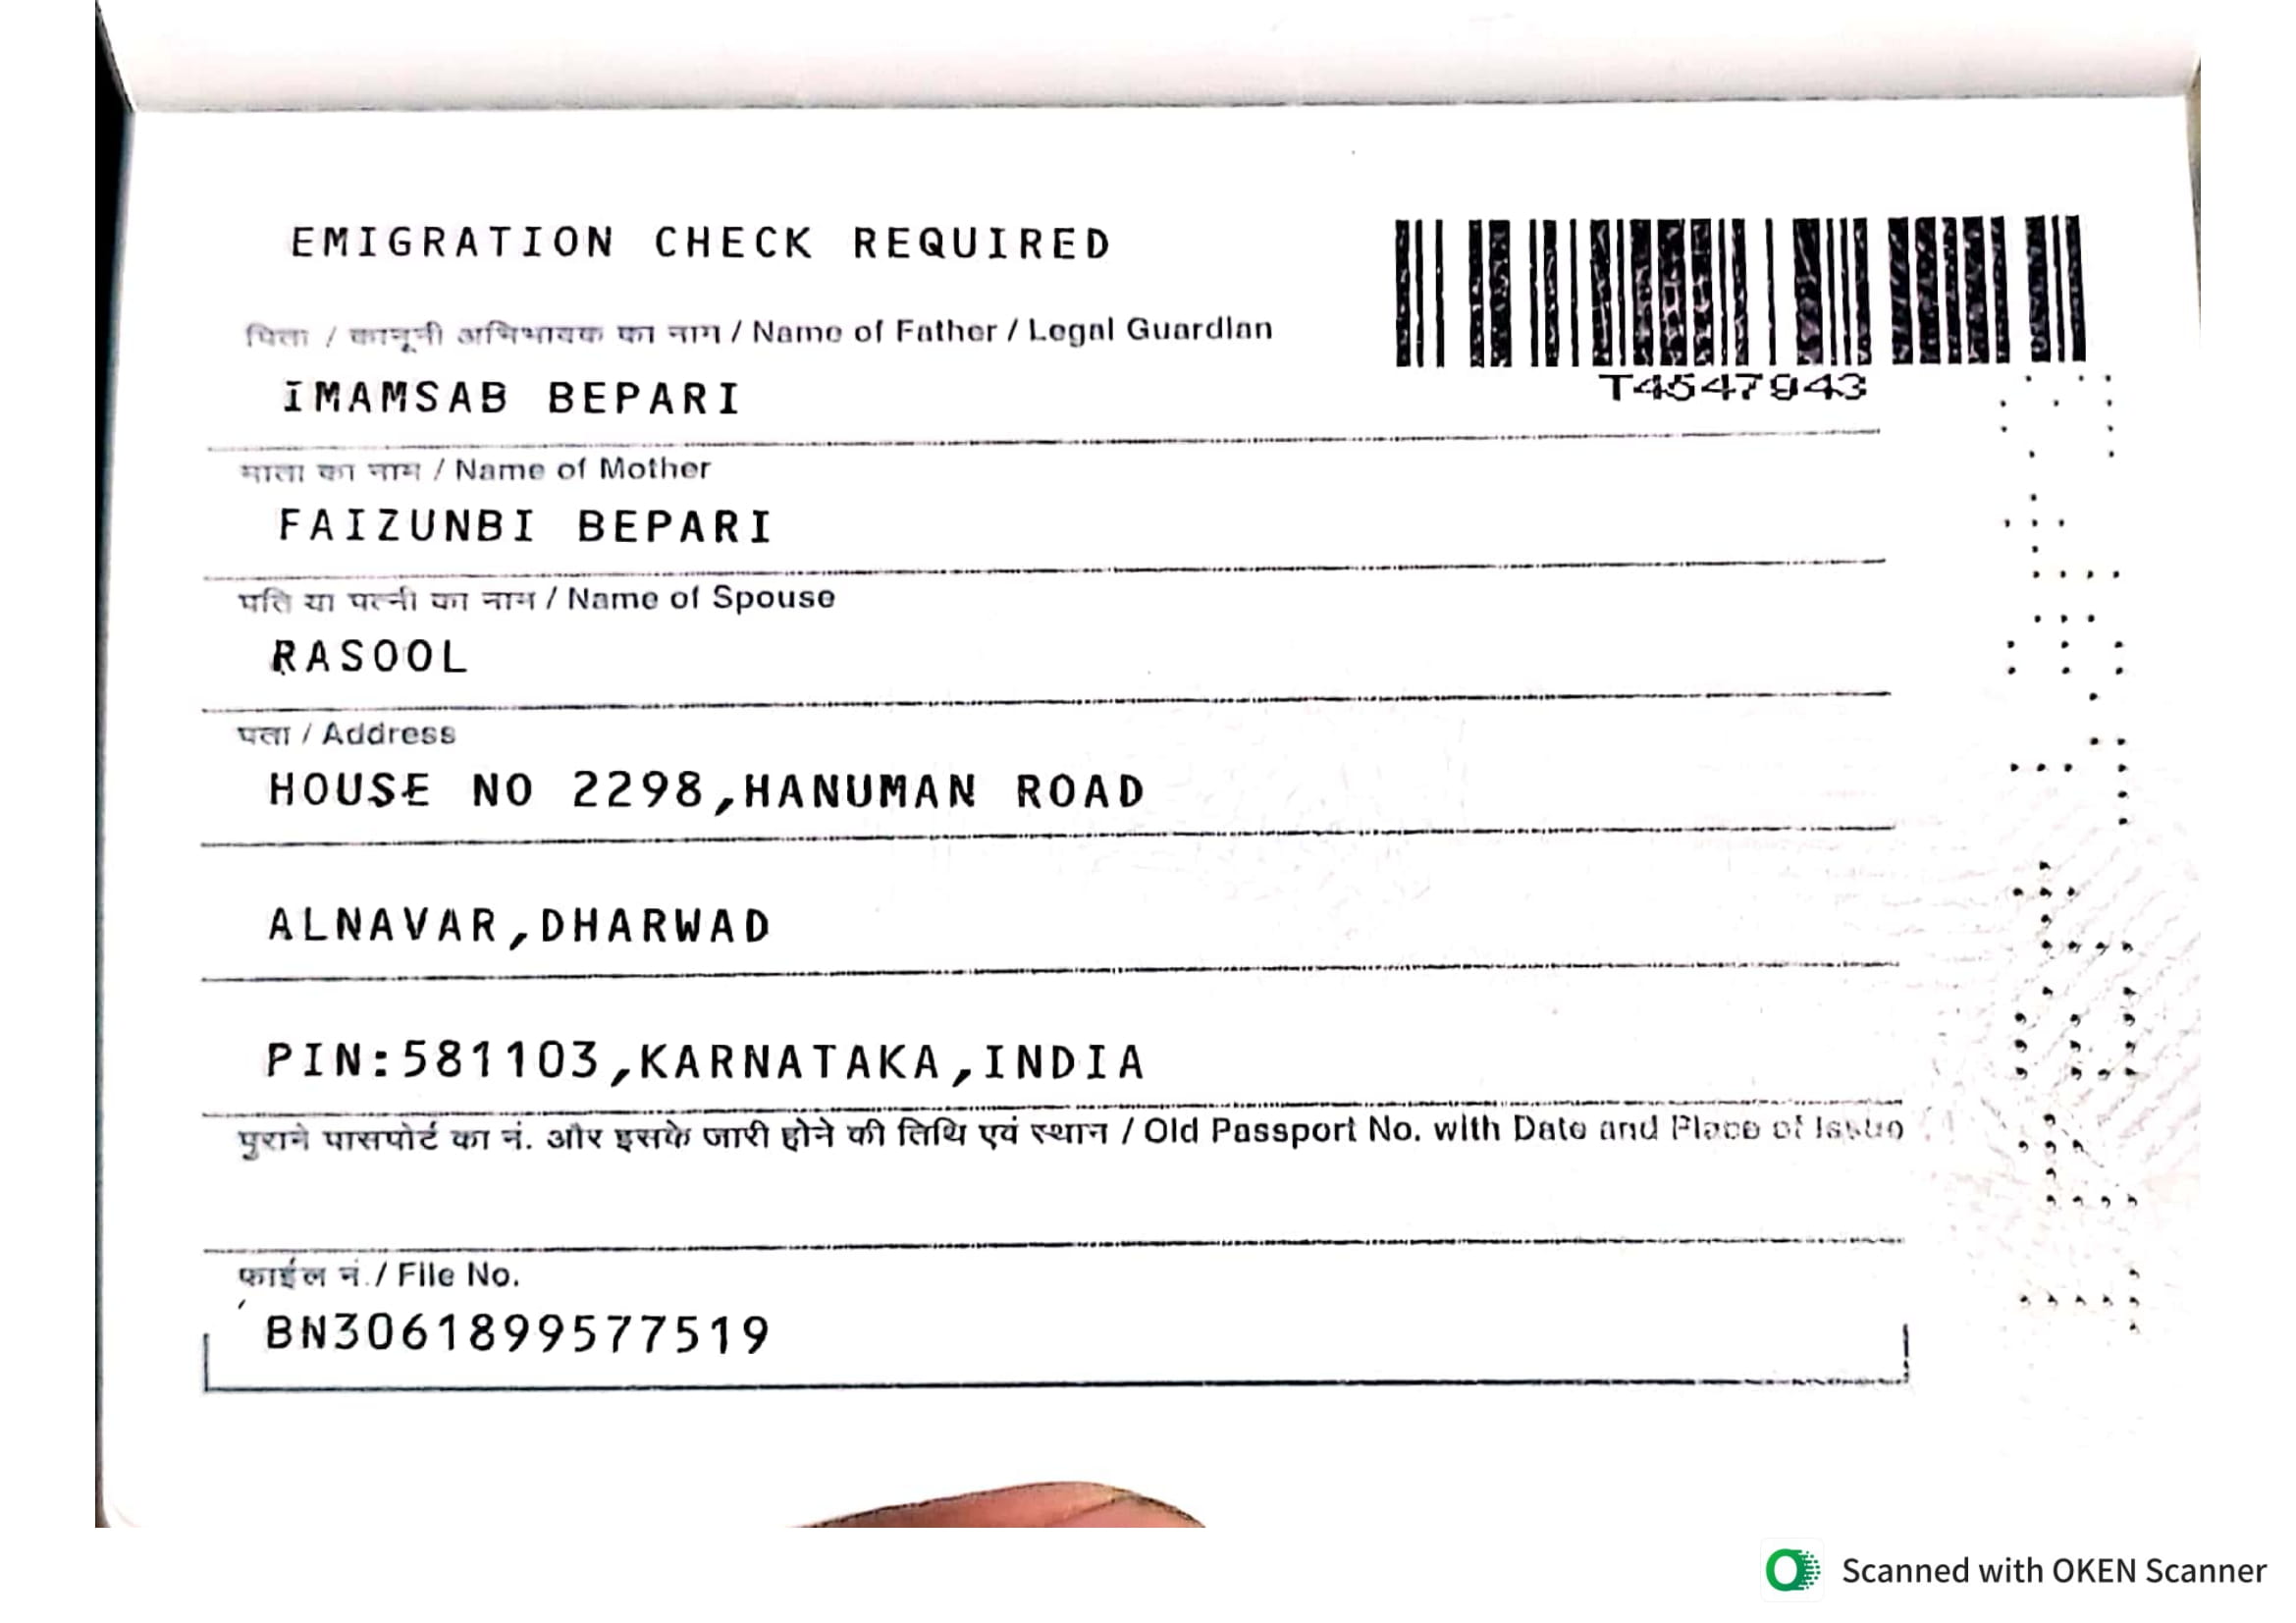 EMIGRATION CHECK REQUIRED
पिता / कानूनी अभिभावक का नाम / Name of Father / Legal Guardian
IMAMSAB BEPARI
T4547943
माता का नाम / Name of Mother
FAIZUNBI BEPARI
पति या पत्नी का नाम / Name of Spouse
RASOOL
पता / Address
HOUSE NO 2298,HANUMAN ROAD
ALNAVAR,DHARWAD
PIN:581103,KARNATAKA,INDIA
पुराने पासपोर्ट का नं. और इसके जारी होने की तिथि एवं स्थान / Old Passport No. with Date and Place of Issue
फाईल नं. / File No.
BN3061899577519
Scanned with OKEN Scanner